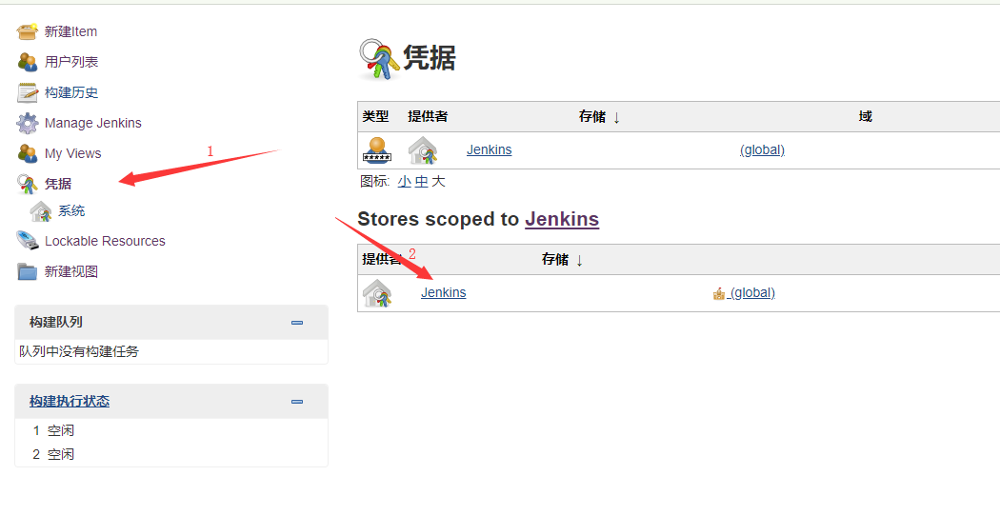 新建Item
用户列表
构建历史
Manage Jenkins
My Views
凭据
系统
Lockable Resources
新建视图
1
构建队列
队列中没有构建任务
构建执行状态
1 空闲
2 空闲
凭据
类型 提供者 存储 ↓ 域
Jenkins (global)
图标: 小 中 大
Stores scoped to Jenkins
提供者 存储 ↓
2
Jenkins (global)